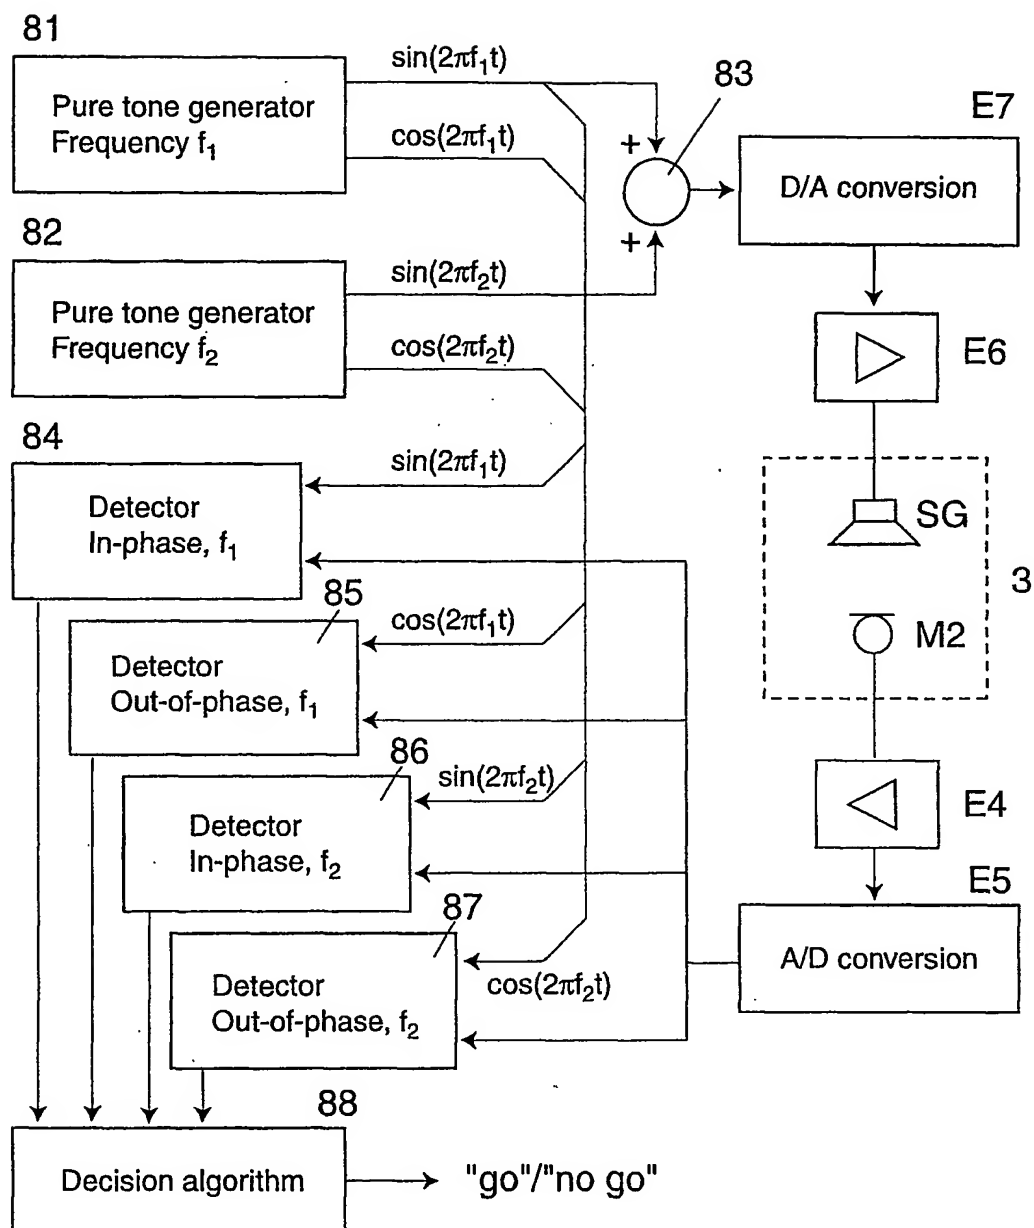 81
Pure tone generator
Frequency f₁
sin(2πf₁t)
cos(2πf₁t)
83
+
+
E7
D/A conversion
82
Pure tone generator
Frequency f₂
sin(2πf₂t)
cos(2πf₂t)
E6
84
Detector
In-phase, f₁
sin(2πf₁t)
SG
3
M2
85
Detector
Out-of-phase, f₁
cos(2πf₁t)
86
Detector
In-phase, f₂
sin(2πf₂t)
E4
E5
A/D conversion
87
Detector
Out-of-phase, f₂
cos(2πf₂t)
88
Decision algorithm
"go"/"no go"